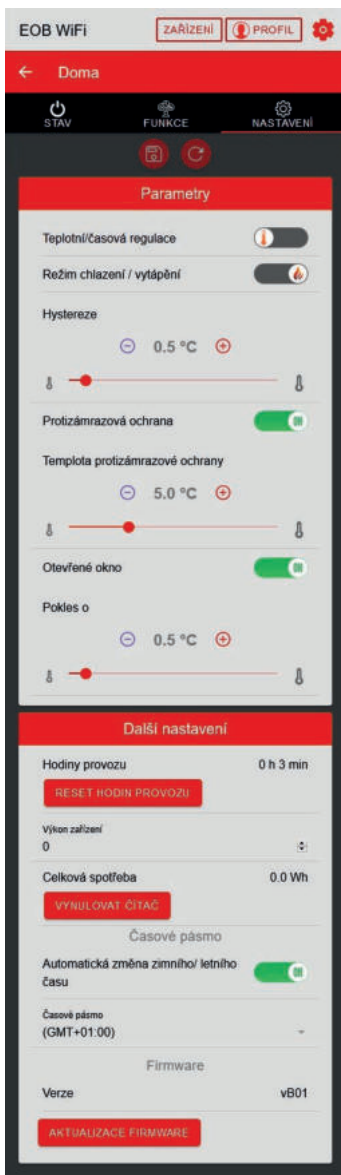 EOB WiFi
ZAŘÍZENÍ
PROFIL
Doma
STAV
FUNKCE
NASTAVENÍ
Parametry
Teplotní/časová regulace
Režim chlazení / vytápění
Hystereze
0.5 ºC
Protizámrazová ochrana
Templota protizámrazové ochrany
5.0 ºC
Otevřené okno
Pokles o
0.5 ºC
Další nastavení
Hodiny provozu 0 h 3 min
RESET HODIN PROVOZU
Výkon zařízení
0
Celková spotřeba 0.0 Wh
VYNULOVAT ČÍTAČ
Časové pásmo
Automatická změna zimního/ letního
času
Časové pásmo
(GMT+01:00)
Firmware
Verze vB01
AKTUALIZACE FIRMWARE